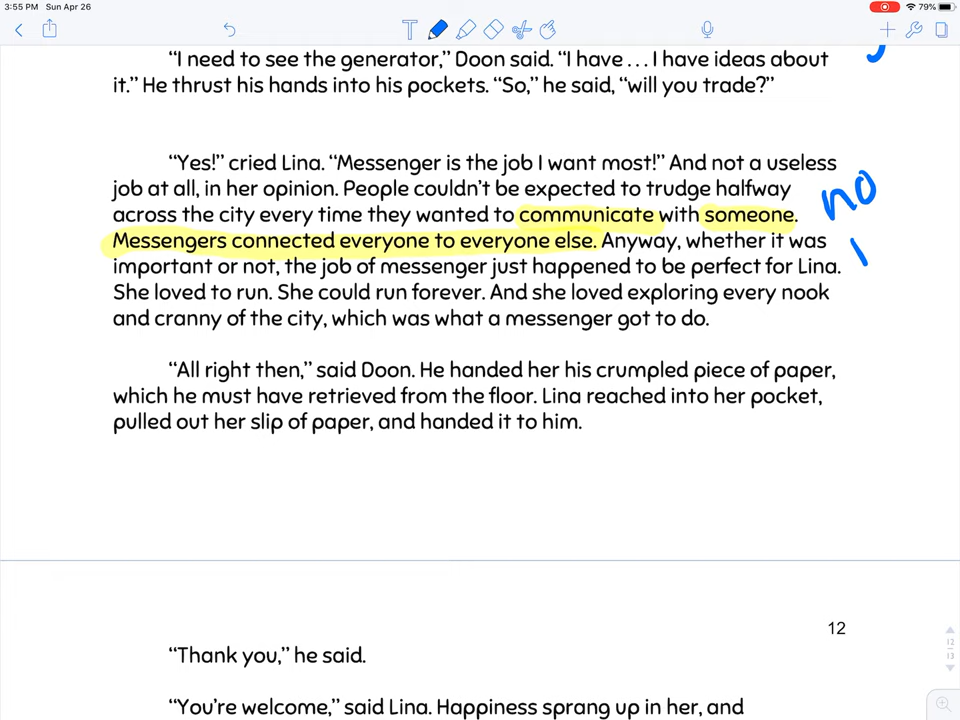 3:55 PM Sun Apr 26
79%
T
“I need to see the generator,” Doon said. “I have . . . I have ideas about
it.” He thrust his hands into his pockets. “So,” he said, “will you trade?”
“Yes!” cried Lina. “Messenger is the job I want most!” And not a useless
job at all, in her opinion. People couldn’t be expected to trudge halfway
across the city every time they wanted to communicate with someone.
Messengers connected everyone to everyone else. Anyway, whether it was
important or not, the job of messenger just happened to be perfect for Lina.
She loved to run. She could run forever. And she loved exploring every nook
and cranny of the city, which was what a messenger got to do.
no
“All right then,” said Doon. He handed her his crumpled piece of paper,
which he must have retrieved from the floor. Lina reached into her pocket,
pulled out her slip of paper, and handed it to him.
12
“Thank you,” he said.
“You’re welcome,” said Lina. Happiness sprang up in her, and
12
13